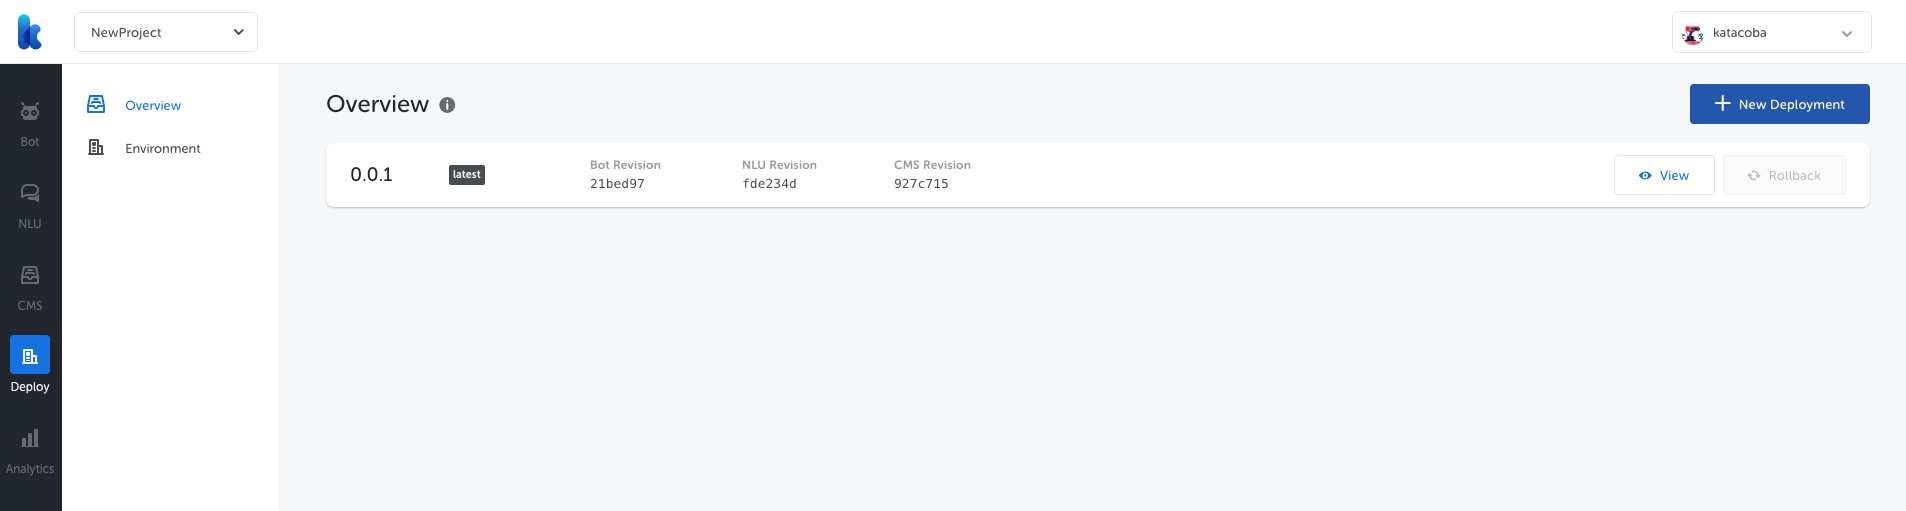 NewProject
katacoba
Bot
NLU
CMS
Deploy
Analytics
Overview
Environment
Overview
New Deployment
0.0.1
latest
Bot Revision
21bed97
NLU Revision
fde234d
CMS Revision
927c715
View
Rollback